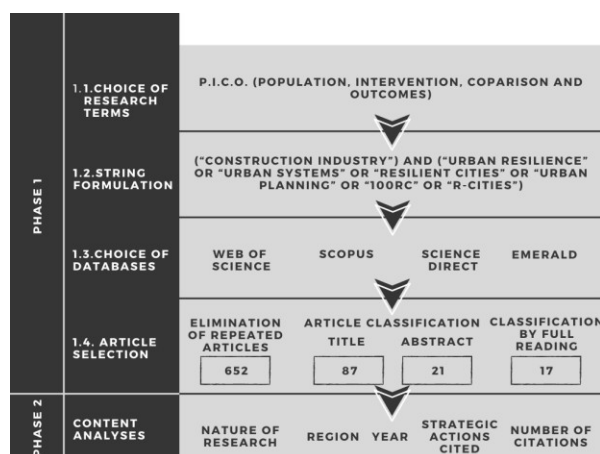 PHASE 1
1.1.CHOICE OF
RESEARCH
TERMS
P.I.C.O. (POPULATION, INTERVENTION, COPARISON AND
OUTCOMES)
1.2.STRING
FORMULATION
("CONSTRUCTION INDUSTRY") AND ("URBAN RESILIENCE"
OR "URBAN SYSTEMS" OR "RESILIENT CITIES" OR "URBAN
PLANNING" OR "100RC" OR "R-CITIES")
1.3.CHOICE OF
DATABASES
WEB OF
SCIENCE
SCOPUS
SCIENCE
DIRECT
EMERALD
1.4. ARTICLE
SELECTION
ELIMINATION
OF REPEATED
ARTICLES
652
ARTICLE CLASSIFICATION
TITLE ABSTRACT
87 21
CLASSIFICATION
BY FULL
READING
17
PHASE 2
CONTENT
ANALYSES
NATURE OF
RESEARCH
REGION YEAR
STRATEGIC
ACTIONS
CITED
NUMBER OF
CITATIONS